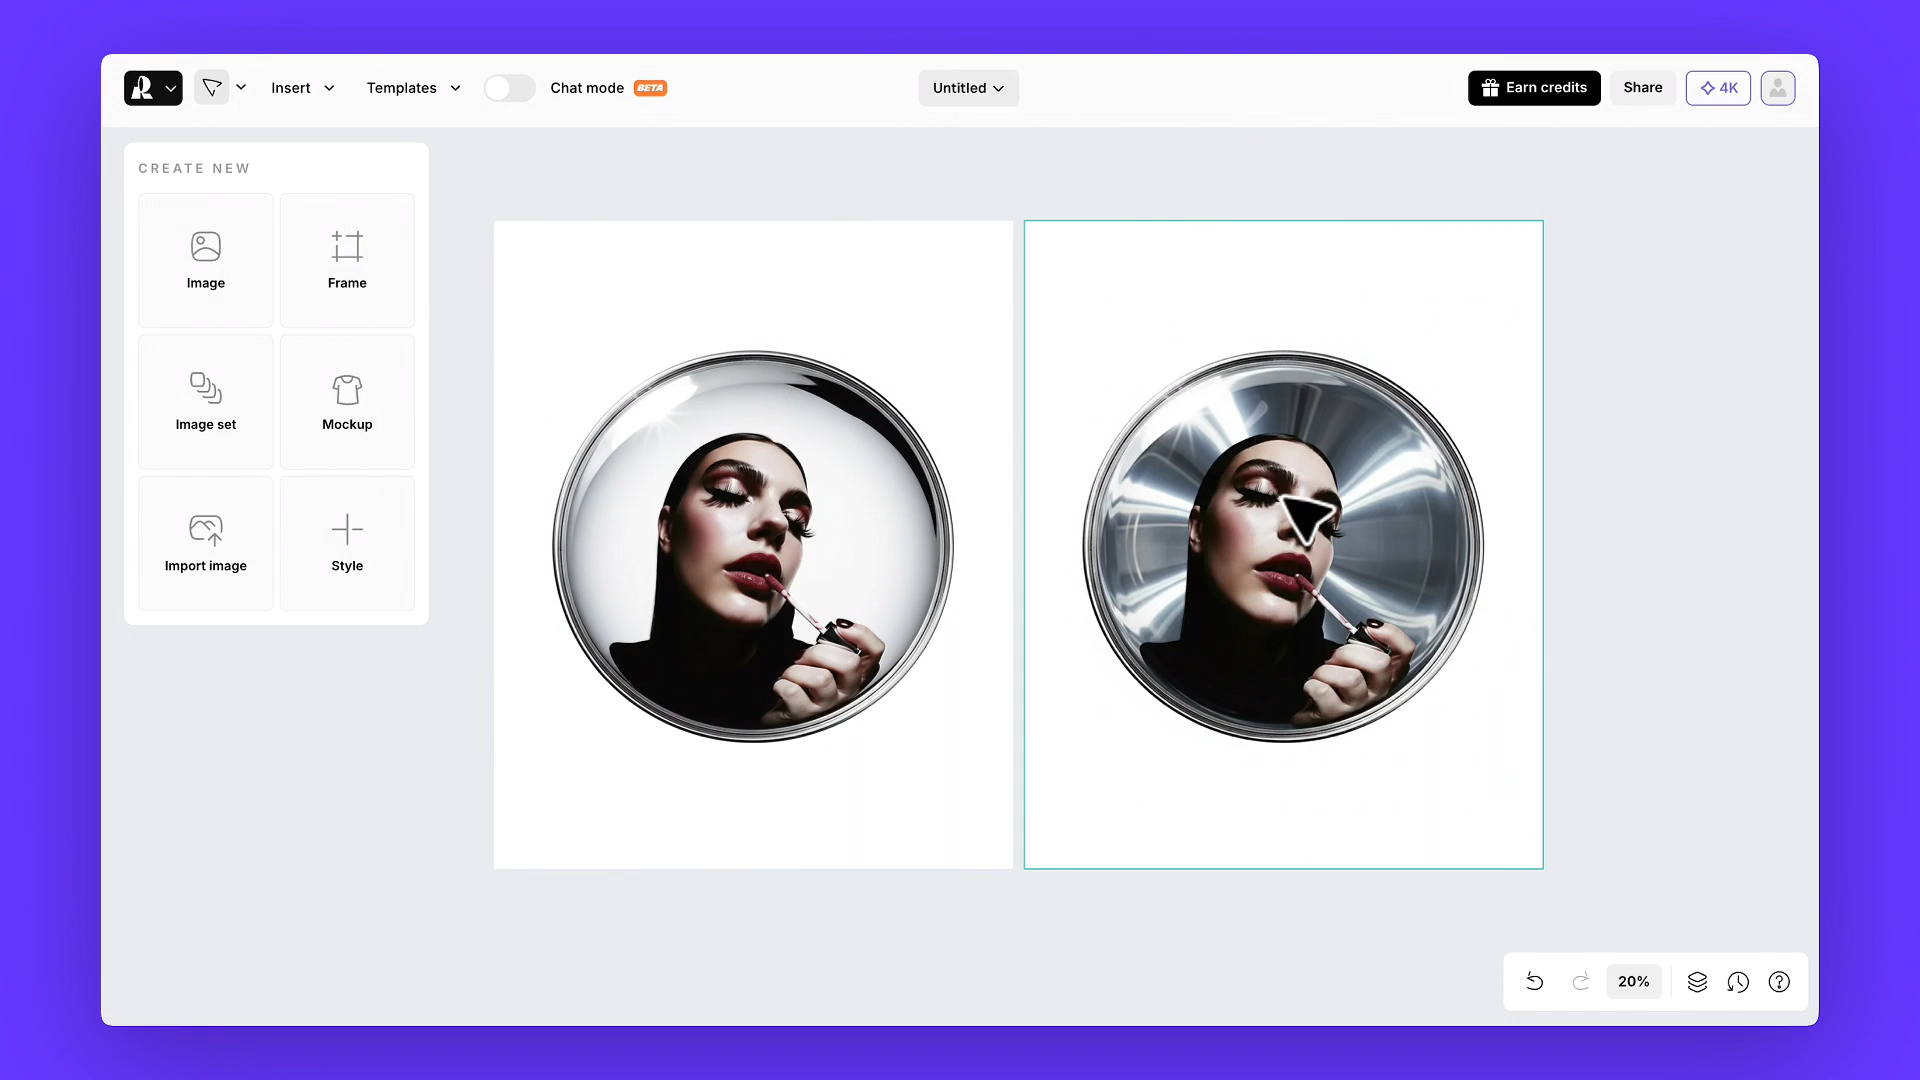 Insert
Templates
Chat mode BETA
Untitled
Earn credits
Share
4K
CREATE NEW
Image
Frame
Image set
Mockup
Import image
Style
20%